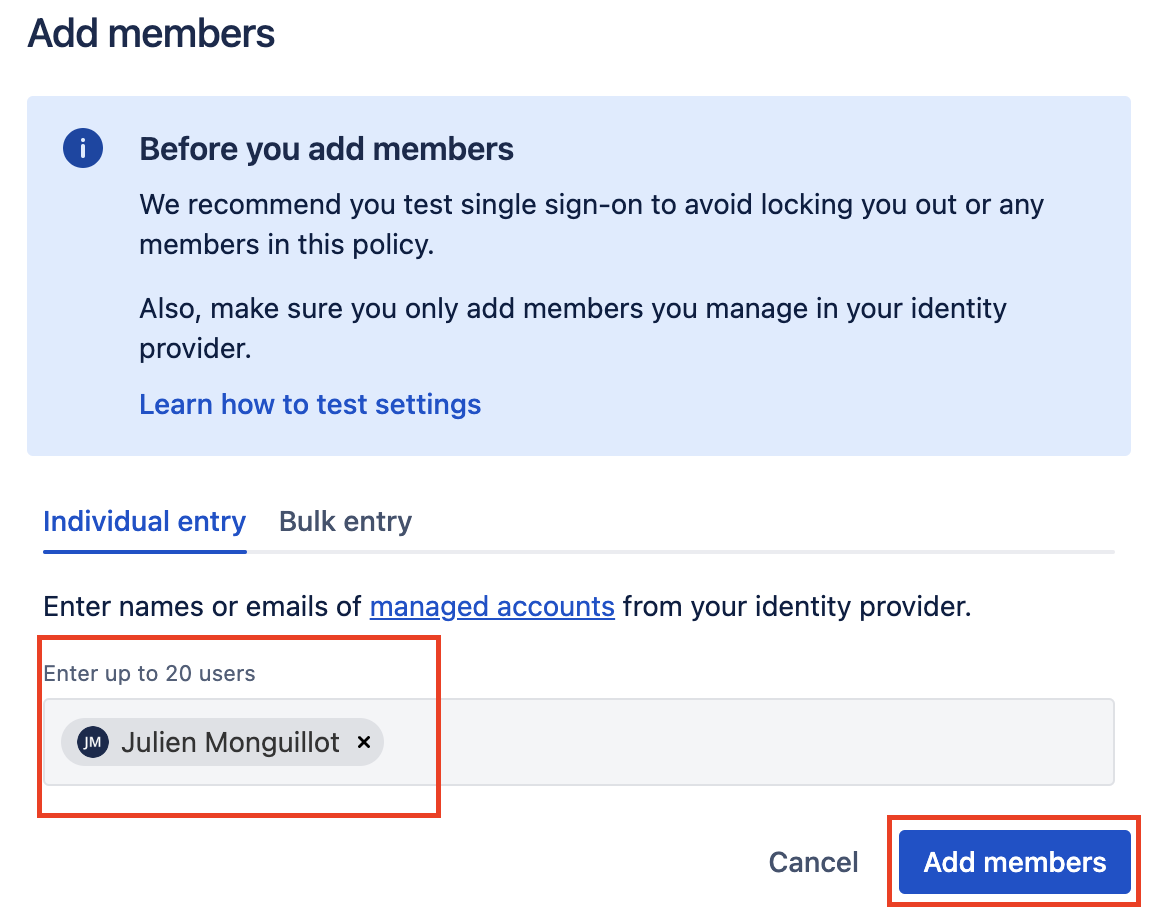 Add members
i
Before you add members
We recommend you test single sign-on to avoid locking you out or any
members in this policy.
Also, make sure you only add members you manage in your identity
provider.
Learn how to test settings
Individual entry Bulk entry
Enter names or emails of managed accounts from your identity provider.
Enter up to 20 users
JM Julien Monguillot ×
Cancel Add members